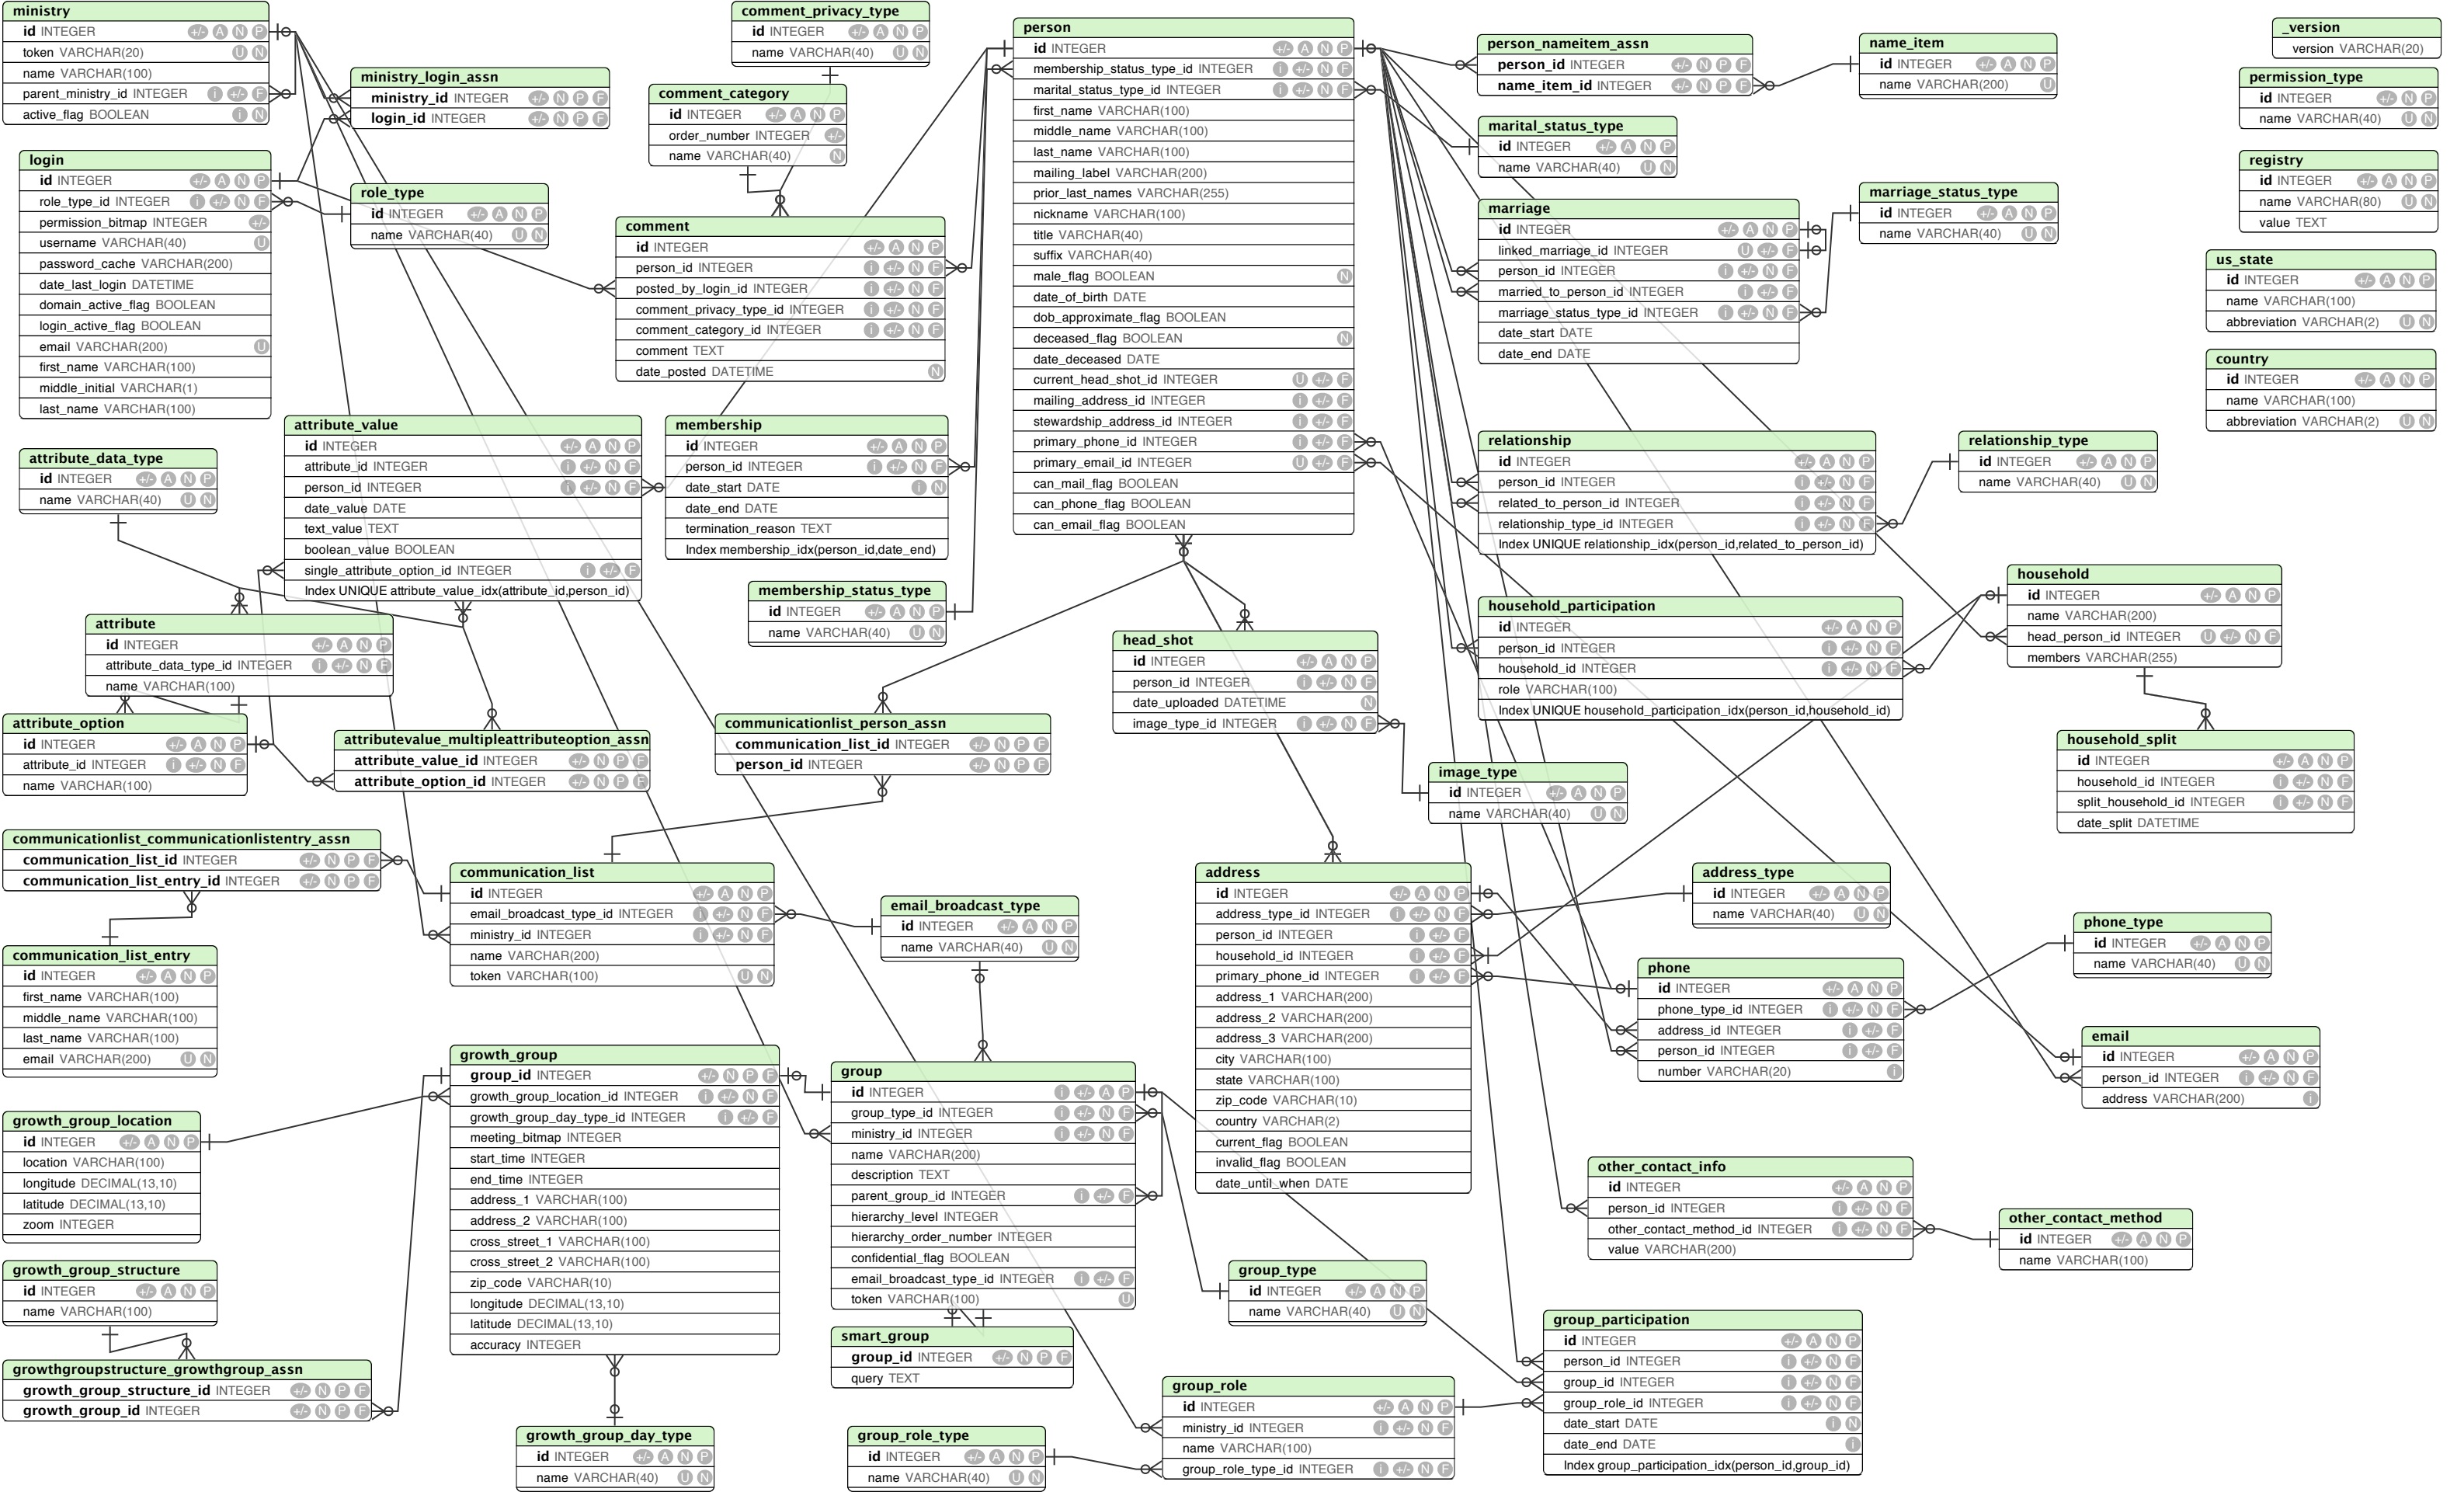 ministry
id INTEGER +/- A N P
token VARCHAR(20) U N
name VARCHAR(100)
parent_ministry_id INTEGER i +/- F
active_flag BOOLEAN i N
ministry_login_assn
ministry_id INTEGER +/- N P F
login_id INTEGER +/- N P F
login
id INTEGER +/- A N P
role_type_id INTEGER i +/- N F
permission_bitmap INTEGER +/-
username VARCHAR(40) U
password_cache VARCHAR(200)
date_last_login DATETIME
domain_active_flag BOOLEAN
login_active_flag BOOLEAN
email VARCHAR(200) U
first_name VARCHAR(100)
middle_initial VARCHAR(1)
last_name VARCHAR(100)
role_type
id INTEGER +/- A N P
name VARCHAR(40) U N
comment_privacy_type
id INTEGER +/- A N P
name VARCHAR(40) U N
comment_category
id INTEGER +/- A N P
order_number INTEGER +/-
name VARCHAR(40) N
comment
id INTEGER +/- A N P
person_id INTEGER i +/- N F
posted_by_login_id INTEGER i +/- N F
comment_privacy_type_id INTEGER i +/- N F
comment_category_id INTEGER i +/- N F
comment TEXT
date_posted DATETIME N
person
id INTEGER +/- A N P
membership_status_type_id INTEGER i +/- N F
marital_status_type_id INTEGER i +/- N F
first_name VARCHAR(100)
middle_name VARCHAR(100)
last_name VARCHAR(100)
mailing_label VARCHAR(200)
prior_last_names VARCHAR(255)
nickname VARCHAR(100)
title VARCHAR(40)
suffix VARCHAR(40)
male_flag BOOLEAN N
date_of_birth DATE
dob_approximate_flag BOOLEAN
deceased_flag BOOLEAN N
date_deceased DATE
current_head_shot_id INTEGER U +/- F
mailing_address_id INTEGER i +/- F
stewardship_address_id INTEGER i +/- F
primary_phone_id INTEGER i +/- F
primary_email_id INTEGER U +/- F
can_mail_flag BOOLEAN
can_phone_flag BOOLEAN
can_email_flag BOOLEAN
person_nameitem_assn
person_id INTEGER +/- N P F
name_item_id INTEGER +/- N P F
name_item
id INTEGER +/- A N P
name VARCHAR(200) U
marital_status_type
id INTEGER +/- A N P
name VARCHAR(40) U N
marriage
id INTEGER +/- A N P
linked_marriage_id INTEGER U +/- F
person_id INTEGER i +/- N F
married_to_person_id INTEGER i +/- F
marriage_status_type_id INTEGER i +/- N F
date_start DATE
date_end DATE
marriage_status_type
id INTEGER +/- A N P
name VARCHAR(40) U N
_version
version VARCHAR(20)
permission_type
id INTEGER +/- N P
name VARCHAR(40) U N
registry
id INTEGER +/- A N P
name VARCHAR(80) U N
value TEXT
us_state
id INTEGER +/- A N P
name VARCHAR(100)
abbreviation VARCHAR(2) U N
country
id INTEGER +/- A N P
name VARCHAR(100)
abbreviation VARCHAR(2) U N
attribute_data_type
id INTEGER +/- A N P
name VARCHAR(40) U N
attribute_value
id INTEGER +/- A N P
attribute_id INTEGER i +/- N F
person_id INTEGER i +/- N F
date_value DATE
text_value TEXT
boolean_value BOOLEAN
single_attribute_option_id INTEGER i +/- F
Index UNIQUE attribute_value_idx(attribute_id,person_id)
membership
id INTEGER +/- A N P
person_id INTEGER i +/- N F
date_start DATE i N
date_end DATE
termination_reason TEXT
Index membership_idx(person_id,date_end)
membership_status_type
id INTEGER +/- A N P
name VARCHAR(40) U N
relationship
id INTEGER +/- A N P
person_id INTEGER i +/- N F
related_to_person_id INTEGER i +/- N F
relationship_type_id INTEGER i +/- N F
Index UNIQUE relationship_idx(person_id,related_to_person_id)
relationship_type
id INTEGER +/- A N P
name VARCHAR(40) U N
household_participation
id INTEGER +/- A N P
person_id INTEGER i +/- N F
household_id INTEGER i +/- N F
role VARCHAR(100)
Index UNIQUE household_participation_idx(person_id,household_id)
household
id INTEGER +/- A N P
name VARCHAR(200)
head_person_id INTEGER U +/- N F
members VARCHAR(255)
household_split
id INTEGER +/- A N P
household_id INTEGER i +/- N F
split_household_id INTEGER i +/- N F
date_split DATETIME
attribute
id INTEGER +/- A N P
attribute_data_type_id INTEGER i +/- N F
name VARCHAR(100)
attribute_option
id INTEGER +/- A N P
attribute_id INTEGER i +/- N F
name VARCHAR(100)
attributevalue_multipleattributeoption_assn
attribute_value_id INTEGER +/- N P F
attribute_option_id INTEGER +/- N P F
communicationlist_person_assn
communication_list_id INTEGER +/- N P F
person_id INTEGER +/- N P F
head_shot
id INTEGER +/- A N P
person_id INTEGER i +/- N F
date_uploaded DATETIME N
image_type_id INTEGER i +/- N F
image_type
id INTEGER +/- A N P
name VARCHAR(40) U N
communicationlist_communicationlistentry_assn
communication_list_id INTEGER +/- N P F
communication_list_entry_id INTEGER +/- N P F
communication_list
id INTEGER +/- A N P
email_broadcast_type_id INTEGER i +/- N F
ministry_id INTEGER i +/- N F
name VARCHAR(200)
token VARCHAR(100) U N
email_broadcast_type
id INTEGER +/- A N P
name VARCHAR(40) U N
communication_list_entry
id INTEGER +/- A N P
first_name VARCHAR(100)
middle_name VARCHAR(100)
last_name VARCHAR(100)
email VARCHAR(200) U N
address
id INTEGER +/- A N P
address_type_id INTEGER i +/- N F
person_id INTEGER i +/- F
household_id INTEGER i +/- F
primary_phone_id INTEGER i +/- F
address_1 VARCHAR(200)
address_2 VARCHAR(200)
address_3 VARCHAR(200)
city VARCHAR(100)
state VARCHAR(100)
zip_code VARCHAR(10)
country VARCHAR(2)
current_flag BOOLEAN
invalid_flag BOOLEAN
date_until_when DATE
address_type
id INTEGER +/- A N P
name VARCHAR(40) U N
phone
id INTEGER +/- A N P
phone_type_id INTEGER i +/- N F
address_id INTEGER i +/- F
person_id INTEGER i +/- F
number VARCHAR(20) i
phone_type
id INTEGER +/- A N P
name VARCHAR(40) U N
email
id INTEGER +/- A N P
person_id INTEGER i +/- N F
address VARCHAR(200) i
growth_group
group_id INTEGER +/- N P F
growth_group_location_id INTEGER i +/- N F
growth_group_day_type_id INTEGER i +/- F
meeting_bitmap INTEGER
start_time INTEGER
end_time INTEGER
address_1 VARCHAR(100)
address_2 VARCHAR(100)
cross_street_1 VARCHAR(100)
cross_street_2 VARCHAR(100)
zip_code VARCHAR(10)
longitude DECIMAL(13,10)
latitude DECIMAL(13,10)
accuracy INTEGER
group
id INTEGER i +/- A P
group_type_id INTEGER i +/- N F
ministry_id INTEGER i +/- N F
name VARCHAR(200)
description TEXT
parent_group_id INTEGER i +/- F
hierarchy_level INTEGER
hierarchy_order_number INTEGER
confidential_flag BOOLEAN
email_broadcast_type_id INTEGER i +/- F
token VARCHAR(100) U
growth_group_location
id INTEGER +/- A N P
location VARCHAR(100)
longitude DECIMAL(13,10)
latitude DECIMAL(13,10)
zoom INTEGER
growth_group_structure
id INTEGER +/- A N P
name VARCHAR(100)
growthgroupstructure_growthgroup_assn
growth_group_structure_id INTEGER +/- N P F
growth_group_id INTEGER +/- N P F
growth_group_day_type
id INTEGER +/- A N P
name VARCHAR(40) U N
smart_group
group_id INTEGER +/- N P F
query TEXT
group_role_type
id INTEGER +/- A N P
name VARCHAR(40) U N
group_type
id INTEGER +/- A N P
name VARCHAR(40) U N
group_role
id INTEGER +/- A N P
ministry_id INTEGER i +/- N F
name VARCHAR(100)
group_role_type_id INTEGER i +/- N F
other_contact_info
id INTEGER +/- A N P
person_id INTEGER i +/- N F
other_contact_method_id INTEGER i +/- N F
value VARCHAR(200)
other_contact_method
id INTEGER +/- A N P
name VARCHAR(100)
group_participation
id INTEGER +/- A N P
person_id INTEGER i +/- N F
group_id INTEGER i +/- N F
group_role_id INTEGER i +/- N F
date_start DATE i N
date_end DATE i
Index group_participation_idx(person_id,group_id)